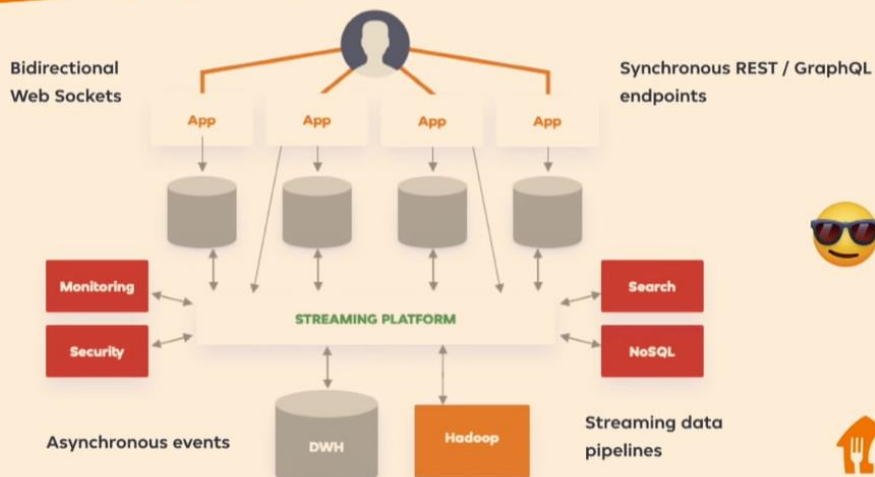 Bidirectional
Web Sockets
Synchronous REST / GraphQL
endpoints
App
App
App
App
Monitoring
Search
STREAMING PLATFORM
Security
NoSQL
Asynchronous events
DWH
Hadoop
Streaming data
pipelines